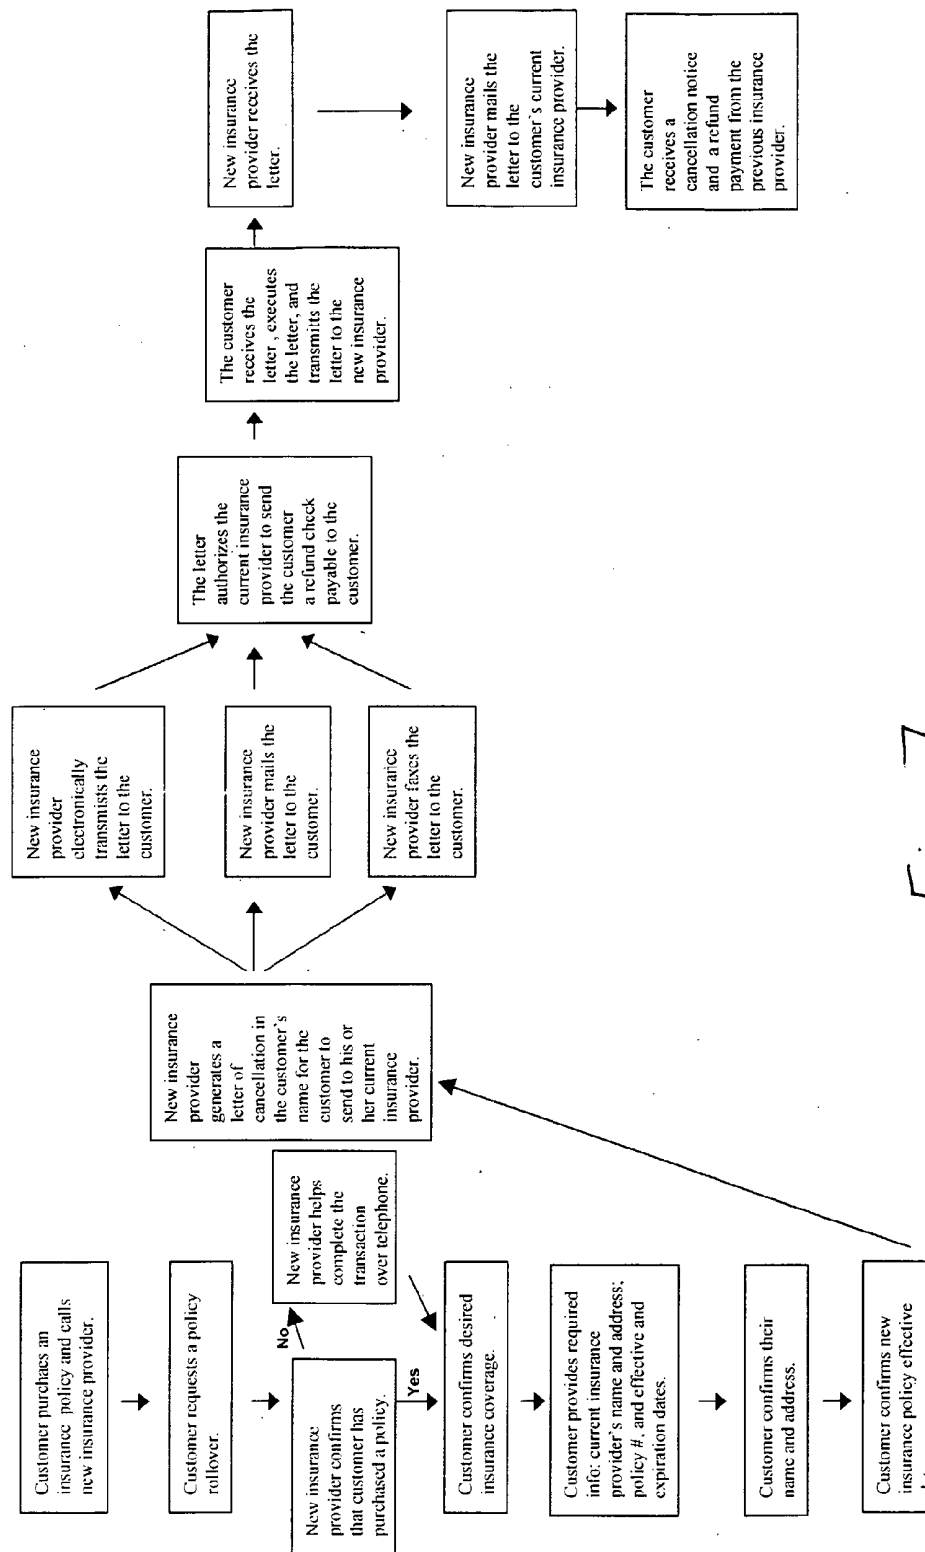 Customer purchaes an
insurance policy and calls
new insurance provider.
Customer requests a policy
rollover.
New insurance
provider confirms
that customer has
purchased a policy.
No
Yes
New insurance
provider helps
complete the
transaction
over telephone.
Customer confirms desired
insurance coverage.
Customer provides required
info: current insurance
provider's name and address;
policy #, and effective and
expiration dates.
Customer confirms their
name and address.
Customer confirms new
insurance policy effective
New insurance
provider
generates a
letter of
cancellation in
the customer`s
name for the
customer to
send to his or
her current
insurance
provider.
New insurance
provider
electronically
transmists the
letter to the
customer.
New insurance
provider mails the
letter to the
customer.
New insurance
provider faxes the
letter to the
customer.
The letter
authorizes the
current insurance
provider to send
the customer
a refund check
payable to the
customer.
The customer
receives the
letter , executes
the letter, and
transmitts the
letter to the
new insurance
provider.
New insurance
provider receives the
letter.
New insurance
provider mails the
letter to the
customer`s current
insurance provider.
The customer
receives a
cancellation notice
and a refund
payment from the
previous insurance
provider.